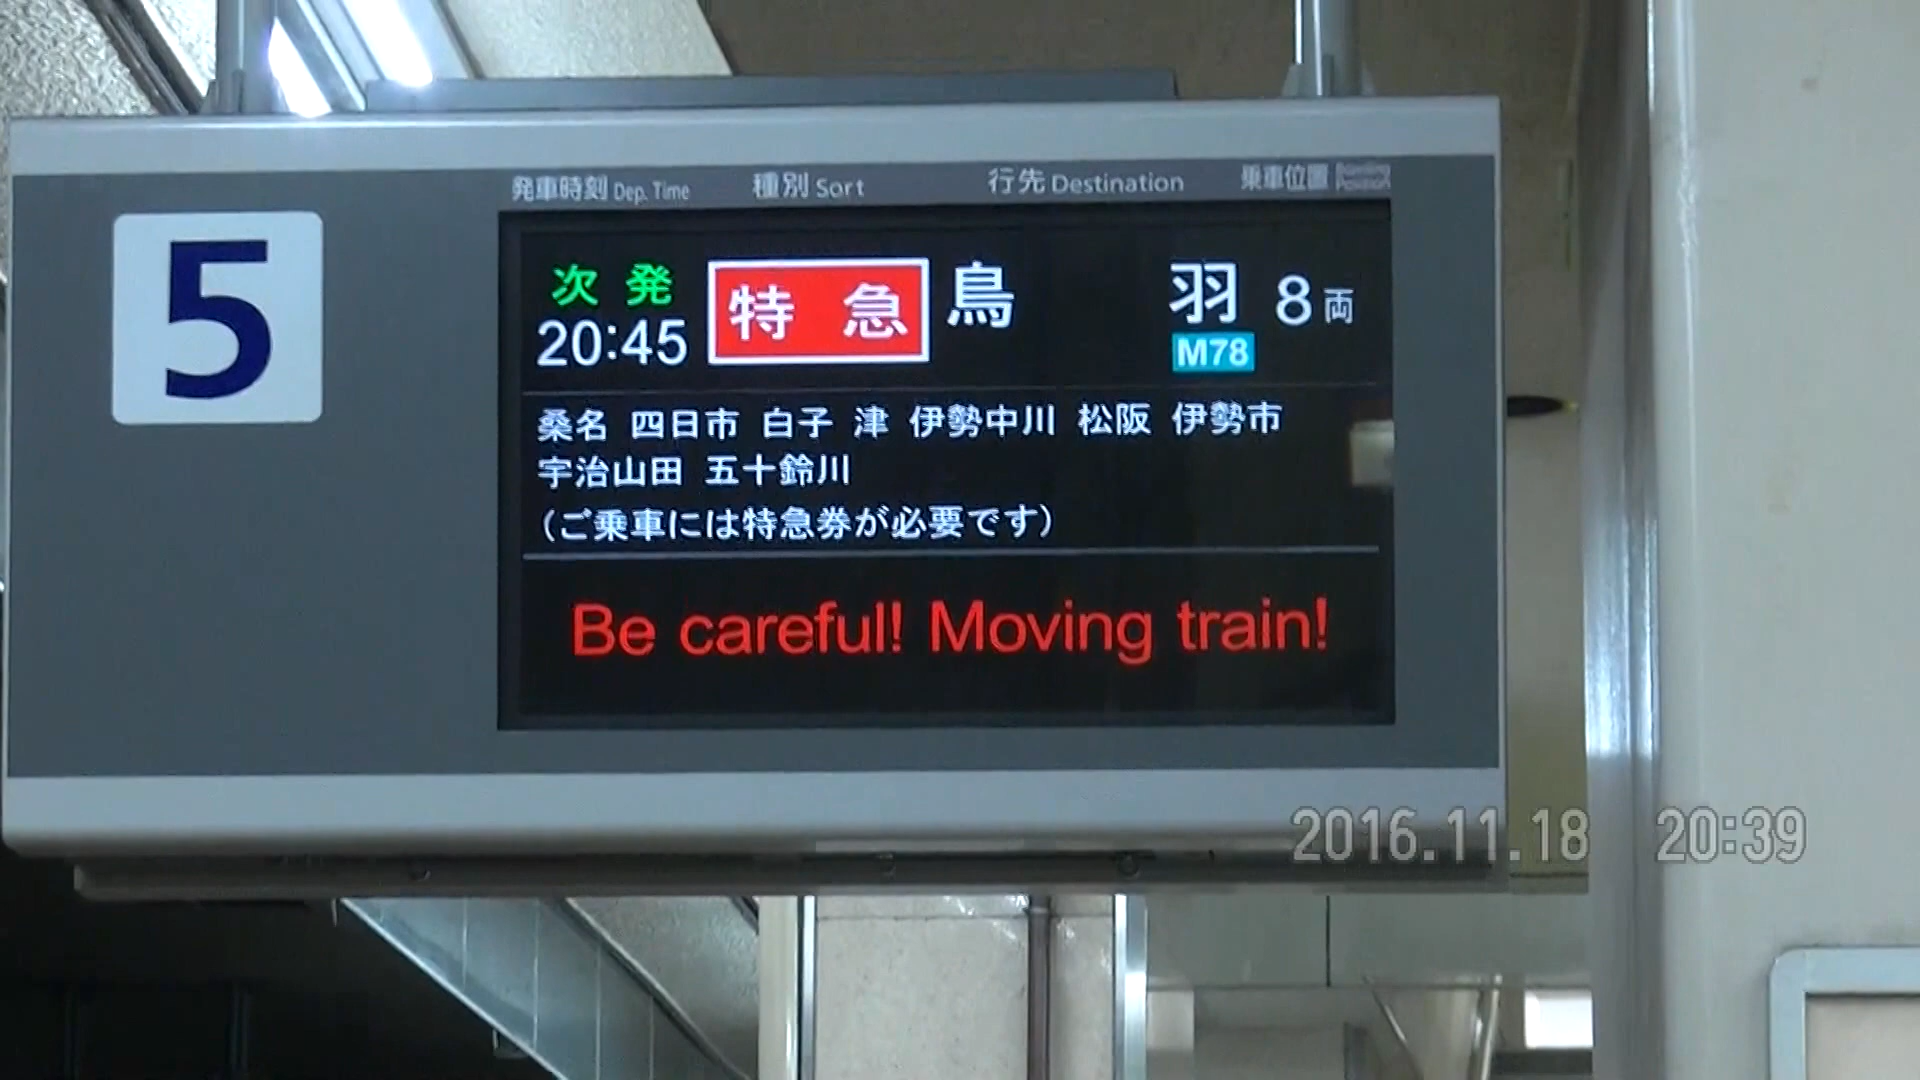 発車時刻 Dep. Time 種別 Sort 行先 Destination 乗車位置 Boarding Position
5
次発 特急 鳥羽 8両
20:45 M78
桑名 四日市 白子 津 伊勢中川 松阪 伊勢市
宇治山田 五十鈴川
(ご乗車には特急券が必要です)
Be careful! Moving train!
2016.11.18 20:39